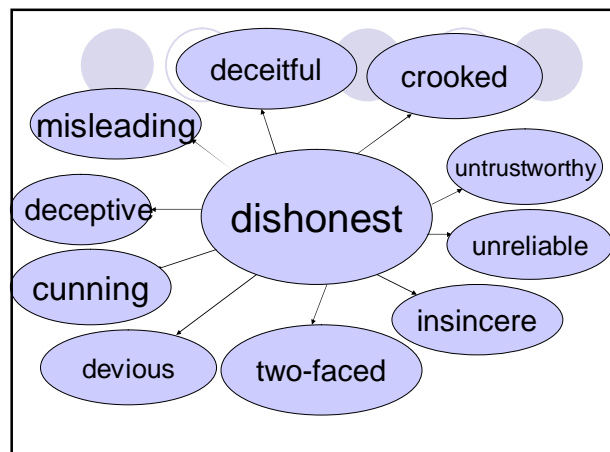 deceitful
crooked
misleading
untrustworthy
deceptive
dishonest
unreliable
cunning
insincere
devious
two-faced